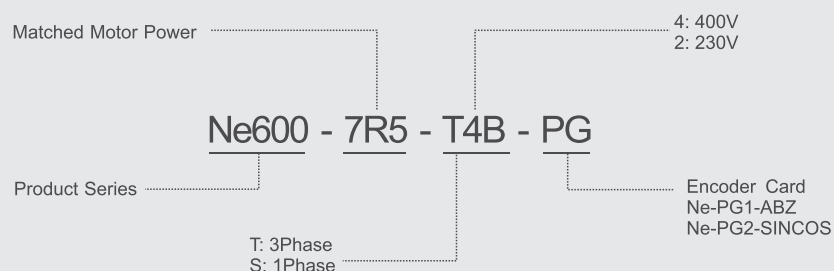 Matched Motor Power
4: 400V
2: 230V
Ne600 - 7R5 - T4B - PG
Product Series
Encoder Card
Ne-PG1-ABZ
Ne-PG2-SINCOS
T: 3Phase
S: 1Phase